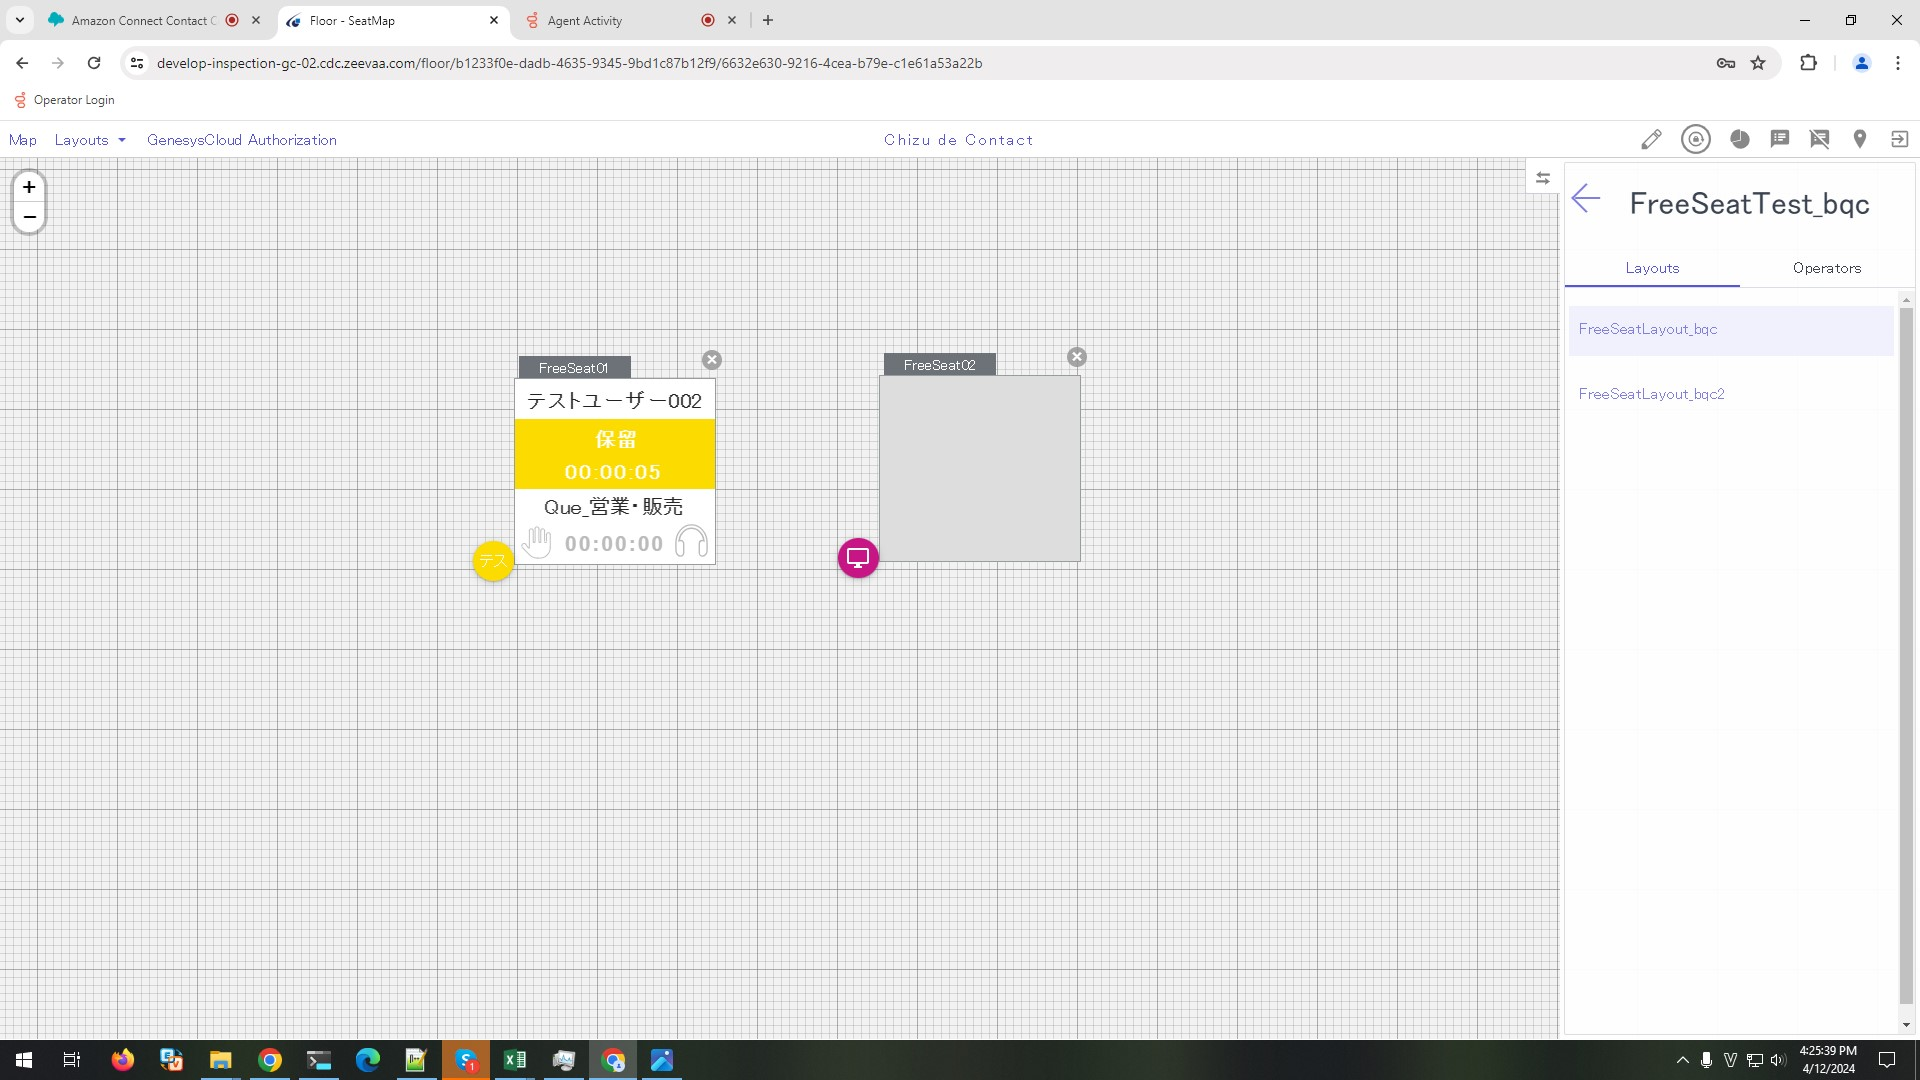 Amazon Connect Contact C
Floor - SeatMap
Agent Activity
develop-inspection-gc-02.cdc.zeevaa.com/floor/b1233f0e-dadb-4635-9345-9bd1c87b12f9/6632e630-9216-4cea-b79e-c1e61a53a22b
Operator Login
Map Layouts GenesysCloud Authorization
Chizu de Contact
+
−
FreeSeatTest_bqc
Layouts Operators
FreeSeatLayout_bqc
FreeSeatLayout_bqc2
FreeSeat01
テストユーザー002
保留
00:00:05
Que_営業・販売
00:00:00
テス
FreeSeat02
4:25:39 PM
4/12/2024